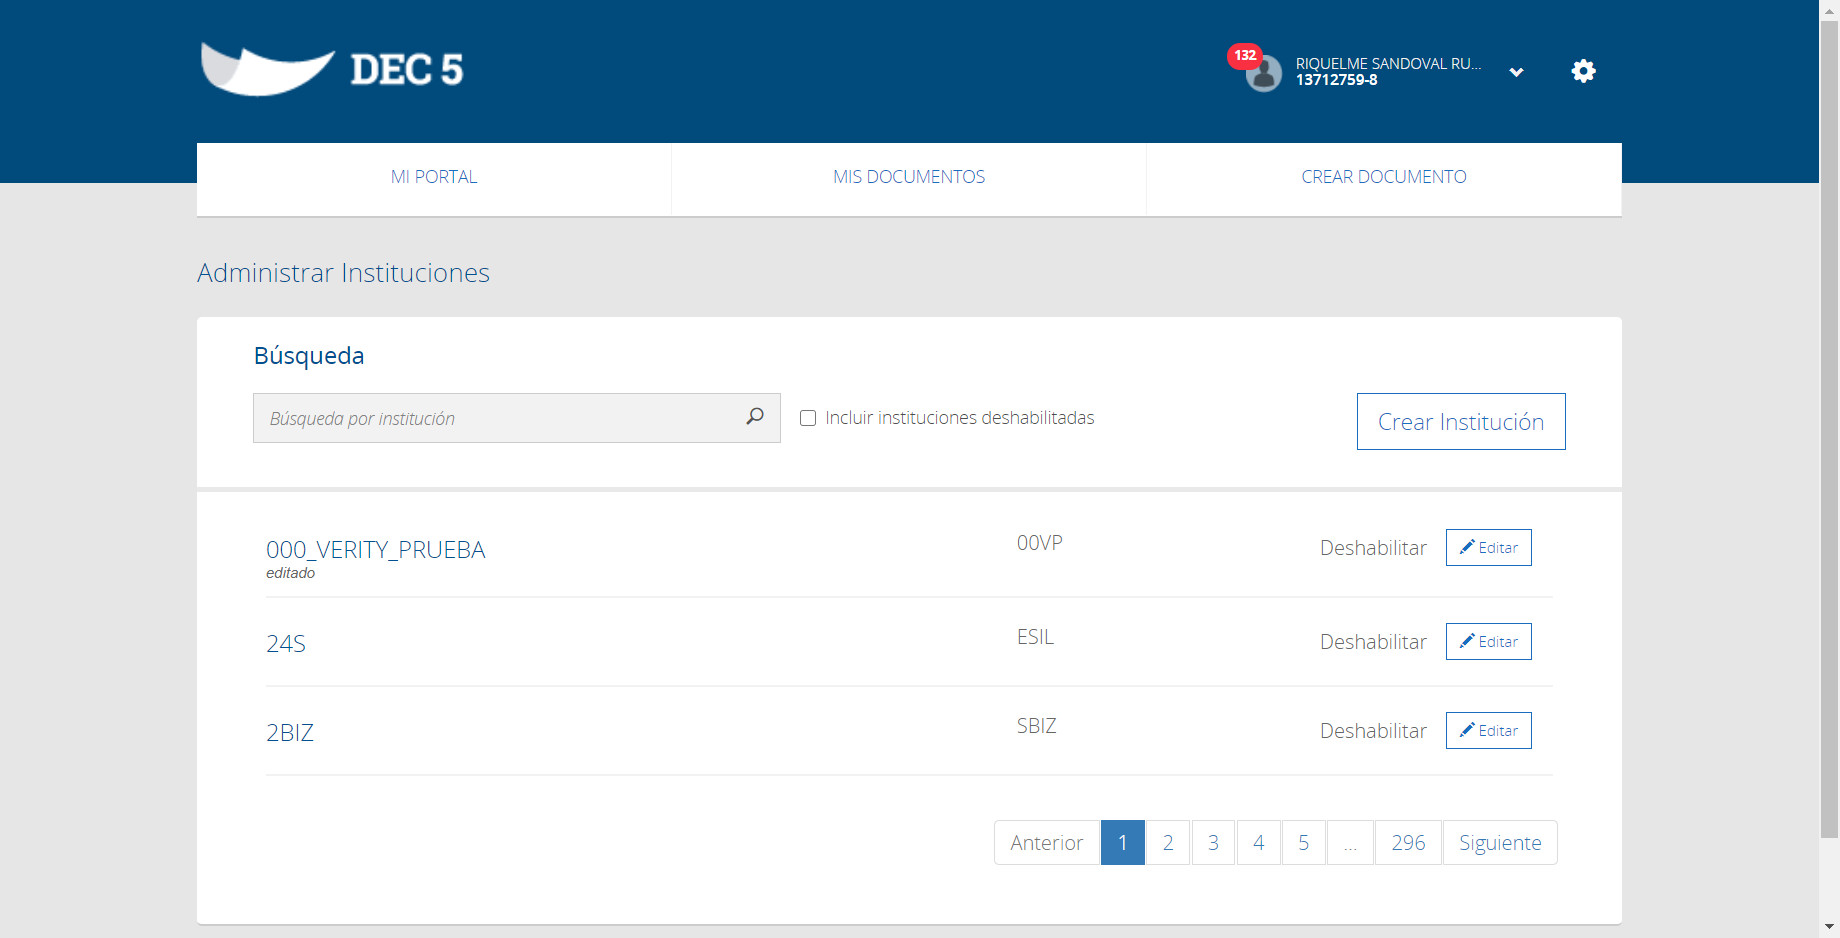 DEC 5
132
RIQUELME SANDOVAL RU...
13712759-8
MI PORTAL
MIS DOCUMENTOS
CREAR DOCUMENTO
Administrar Instituciones
Búsqueda
Búsqueda por institución
Incluir instituciones deshabilitadas
Crear Institución
000_VERITY_PRUEBA
editado
00VP
Deshabilitar
Editar
24S
ESIL
Deshabilitar
Editar
2BIZ
SBIZ
Deshabilitar
Editar
Anterior 1 2 3 4 5 ... 296 Siguiente